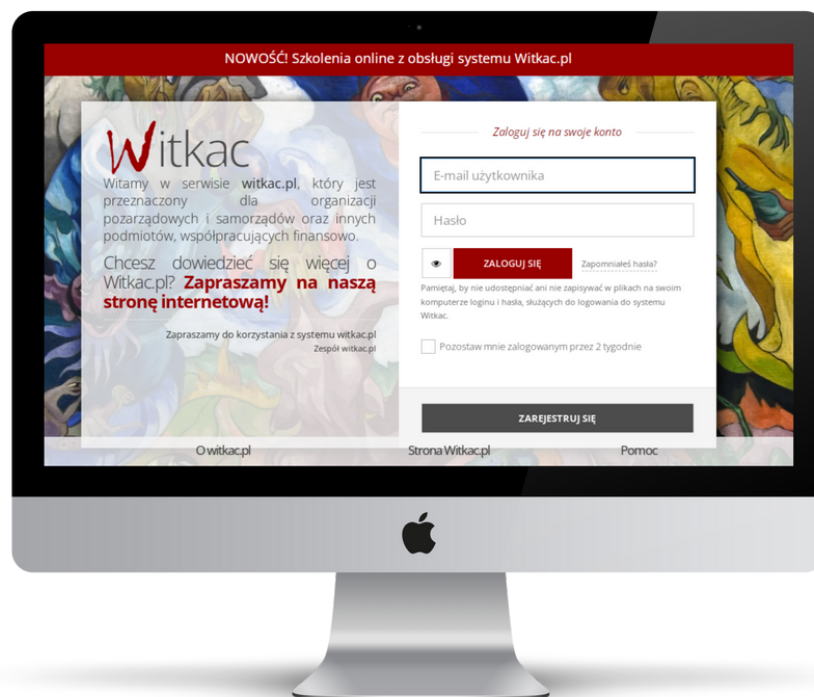 NOWOŚĆ! Szkolenia online z obsługi systemu Witkac.pl
Witkac
Witamy w serwisie witkac.pl, który jest
przeznaczony dla organizacji
pozarządowych i samorządów oraz innych
podmiotów, współpracujących finansowo.
Chcesz dowiedzieć się więcej o
Witkac.pl? Zapraszamy na naszą
stronę internetową!
Zapraszamy do korzystania z systemu witkac.pl
Zespół witkac.pl
Zaloguj się na swoje konto
E-mail użytkownika
Hasło
ZALOGUJ SIĘ
Zapomniałeś hasła?
Pamiętaj, by nie udostępniać ani nie zapisywać w plikach na swoim
komputerze loginu i hasła, służących do logowania do systemu
Witkac.
Pozostaw mnie zalogowanym przez 2 tygodnie
ZAREJESTRUJ SIĘ
O witkac.pl
Strona Witkac.pl
Pomoc